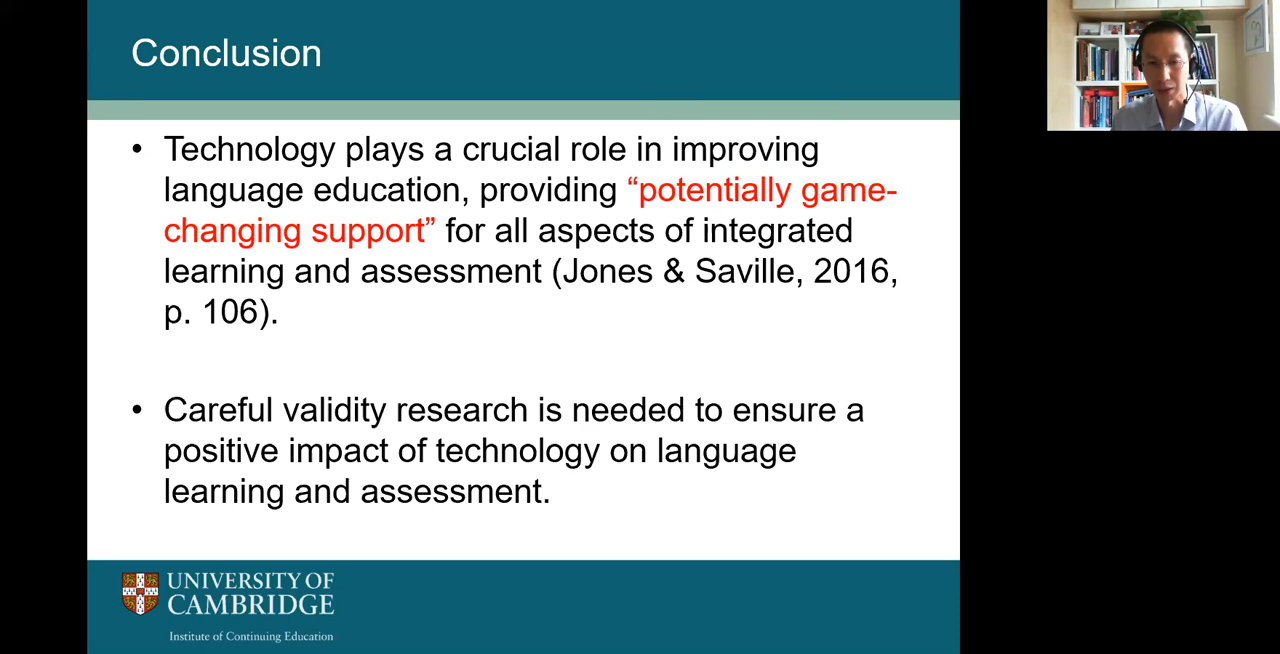 Conclusion
• Technology plays a crucial role in improving
language education, providing “potentially game-
changing support” for all aspects of integrated
learning and assessment (Jones & Saville, 2016,
p. 106).
• Careful validity research is needed to ensure a
positive impact of technology on language
learning and assessment.
UNIVERSITY OF
CAMBRIDGE
Institute of Continuing Education